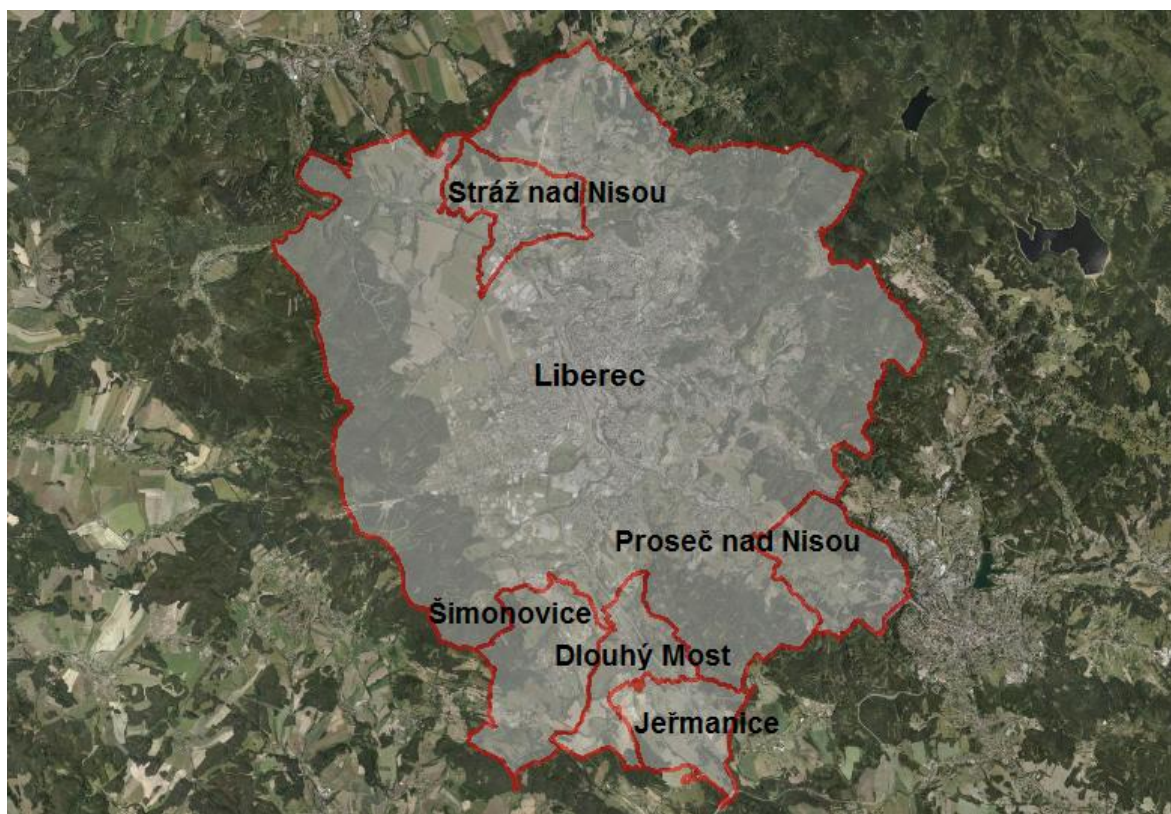 Stráž nad Nisou
Liberec
Proseč nad Nisou
Šimonovice
Dlouhý Most
Jeřmanice